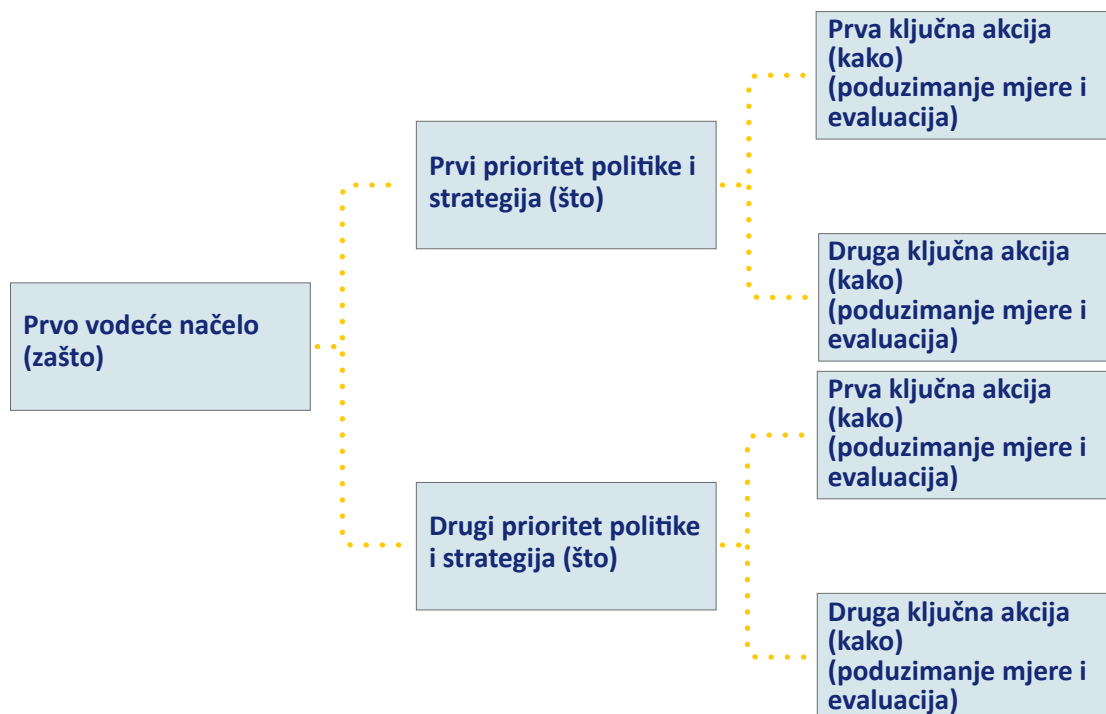 Prvo vodeće načelo
(zašto)
Prvi prioritet politike i
strategija (što)
Prva ključna akcija
(kako)
(poduzimanje mjere i
evaluacija)
Druga ključna akcija
(kako)
(poduzimanje mjere i
evaluacija)
Drugi prioritet politike
i strategija (što)
Prva ključna akcija
(kako)
(poduzimanje mjere i
evaluacija)
Druga ključna akcija
(kako)
(poduzimanje mjere i
evaluacija)